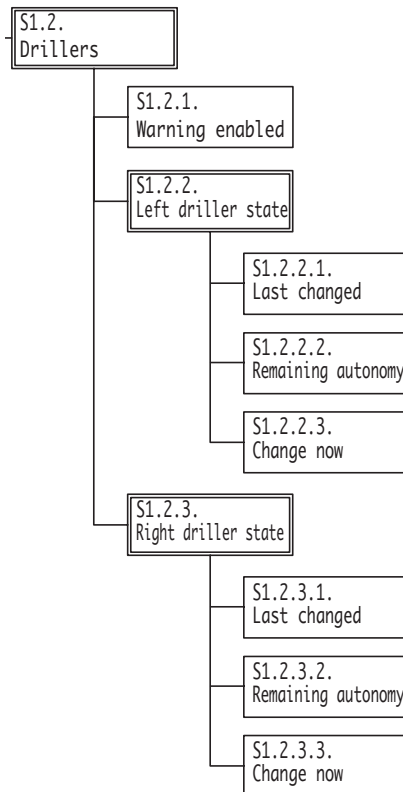 S1.2.
Drillers
S1.2.1.
Warning enabled
S1.2.2.
Left driller state
S1.2.2.1.
Last changed
S1.2.2.2.
Remaining autonomy
S1.2.2.3.
Change now
S1.2.3.
Right driller state
S1.2.3.1.
Last changed
S1.2.3.2.
Remaining autonomy
S1.2.3.3.
Change now